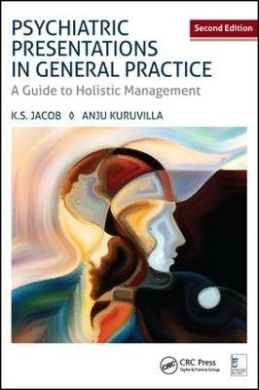 PSYCHIATRIC
PRESENTATIONS
IN GENERAL PRACTICE
Second Edition
A Guide to Holistic Management
K.S. JACOB ◊ ANJU KURUVILLA
CRC Press
Taylor & Francis Group